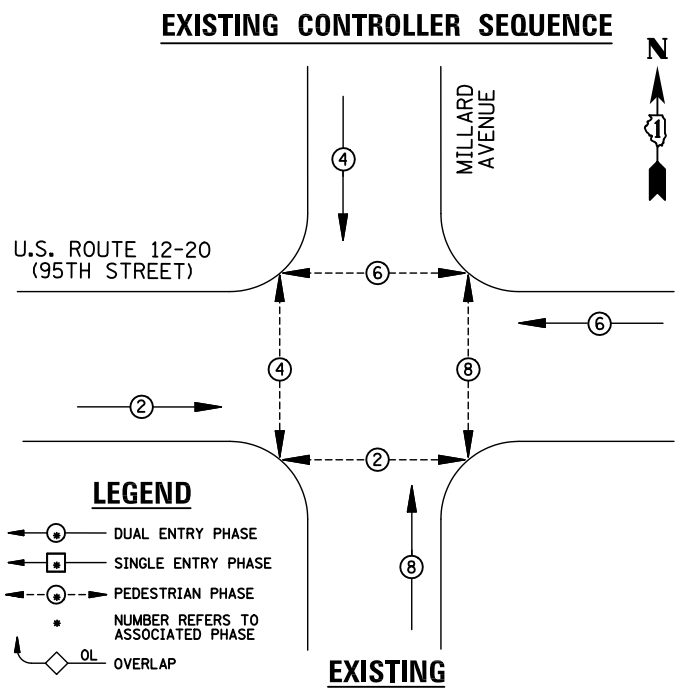 EXISTING CONTROLLER SEQUENCE
N
1
MILLARD
AVENUE
4
U.S. ROUTE 12-20
(95TH STREET)
6
6
4
8
2
2
8
LEGEND
* DUAL ENTRY PHASE
* SINGLE ENTRY PHASE
* PEDESTRIAN PHASE
* NUMBER REFERS TO
ASSOCIATED PHASE
OL OVERLAP
EXISTING